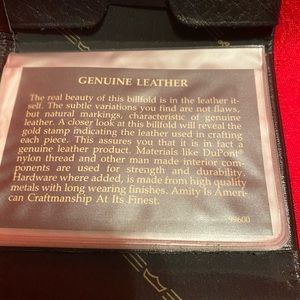 GENUINE LEATHER
The real beauty of this billfold is in the leather it-
self. The subtle variations you find are not flaws,
but natural markings, characteristic of genuine
leather. A closer look at this billfold will reveal the
gold stamp indicating the leather used in crafting
each piece. This assures you that it is in fact a
genuine leather product. Materials like DuPont
nylon thread and other man made interior com-
ponents are used for strength and durability.
Hardware where added, is made from high quality
metals with long wearing finishes. Amity Is Ameri-
can Craftmanship At Its Finest.
99600